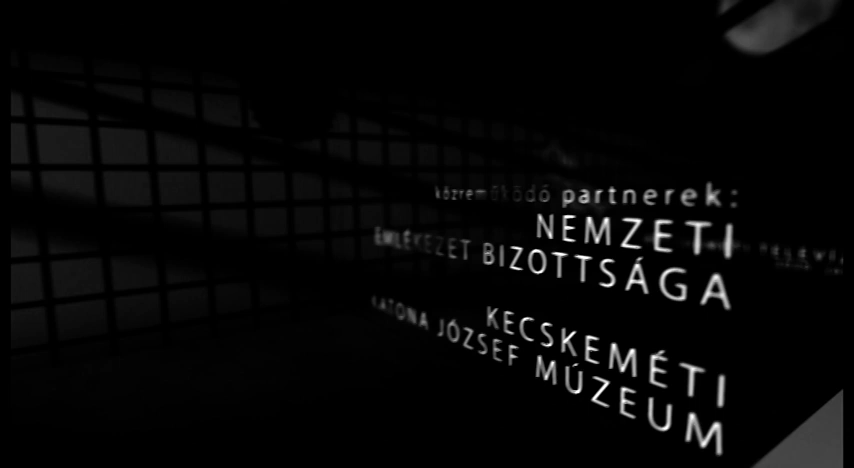 közreműködő partnerek:
NEMZETI
EMLÉKEZET BIZOTTSÁGA
KECSKEMÉTI
KATONA JÓZSEF MÚZEUM